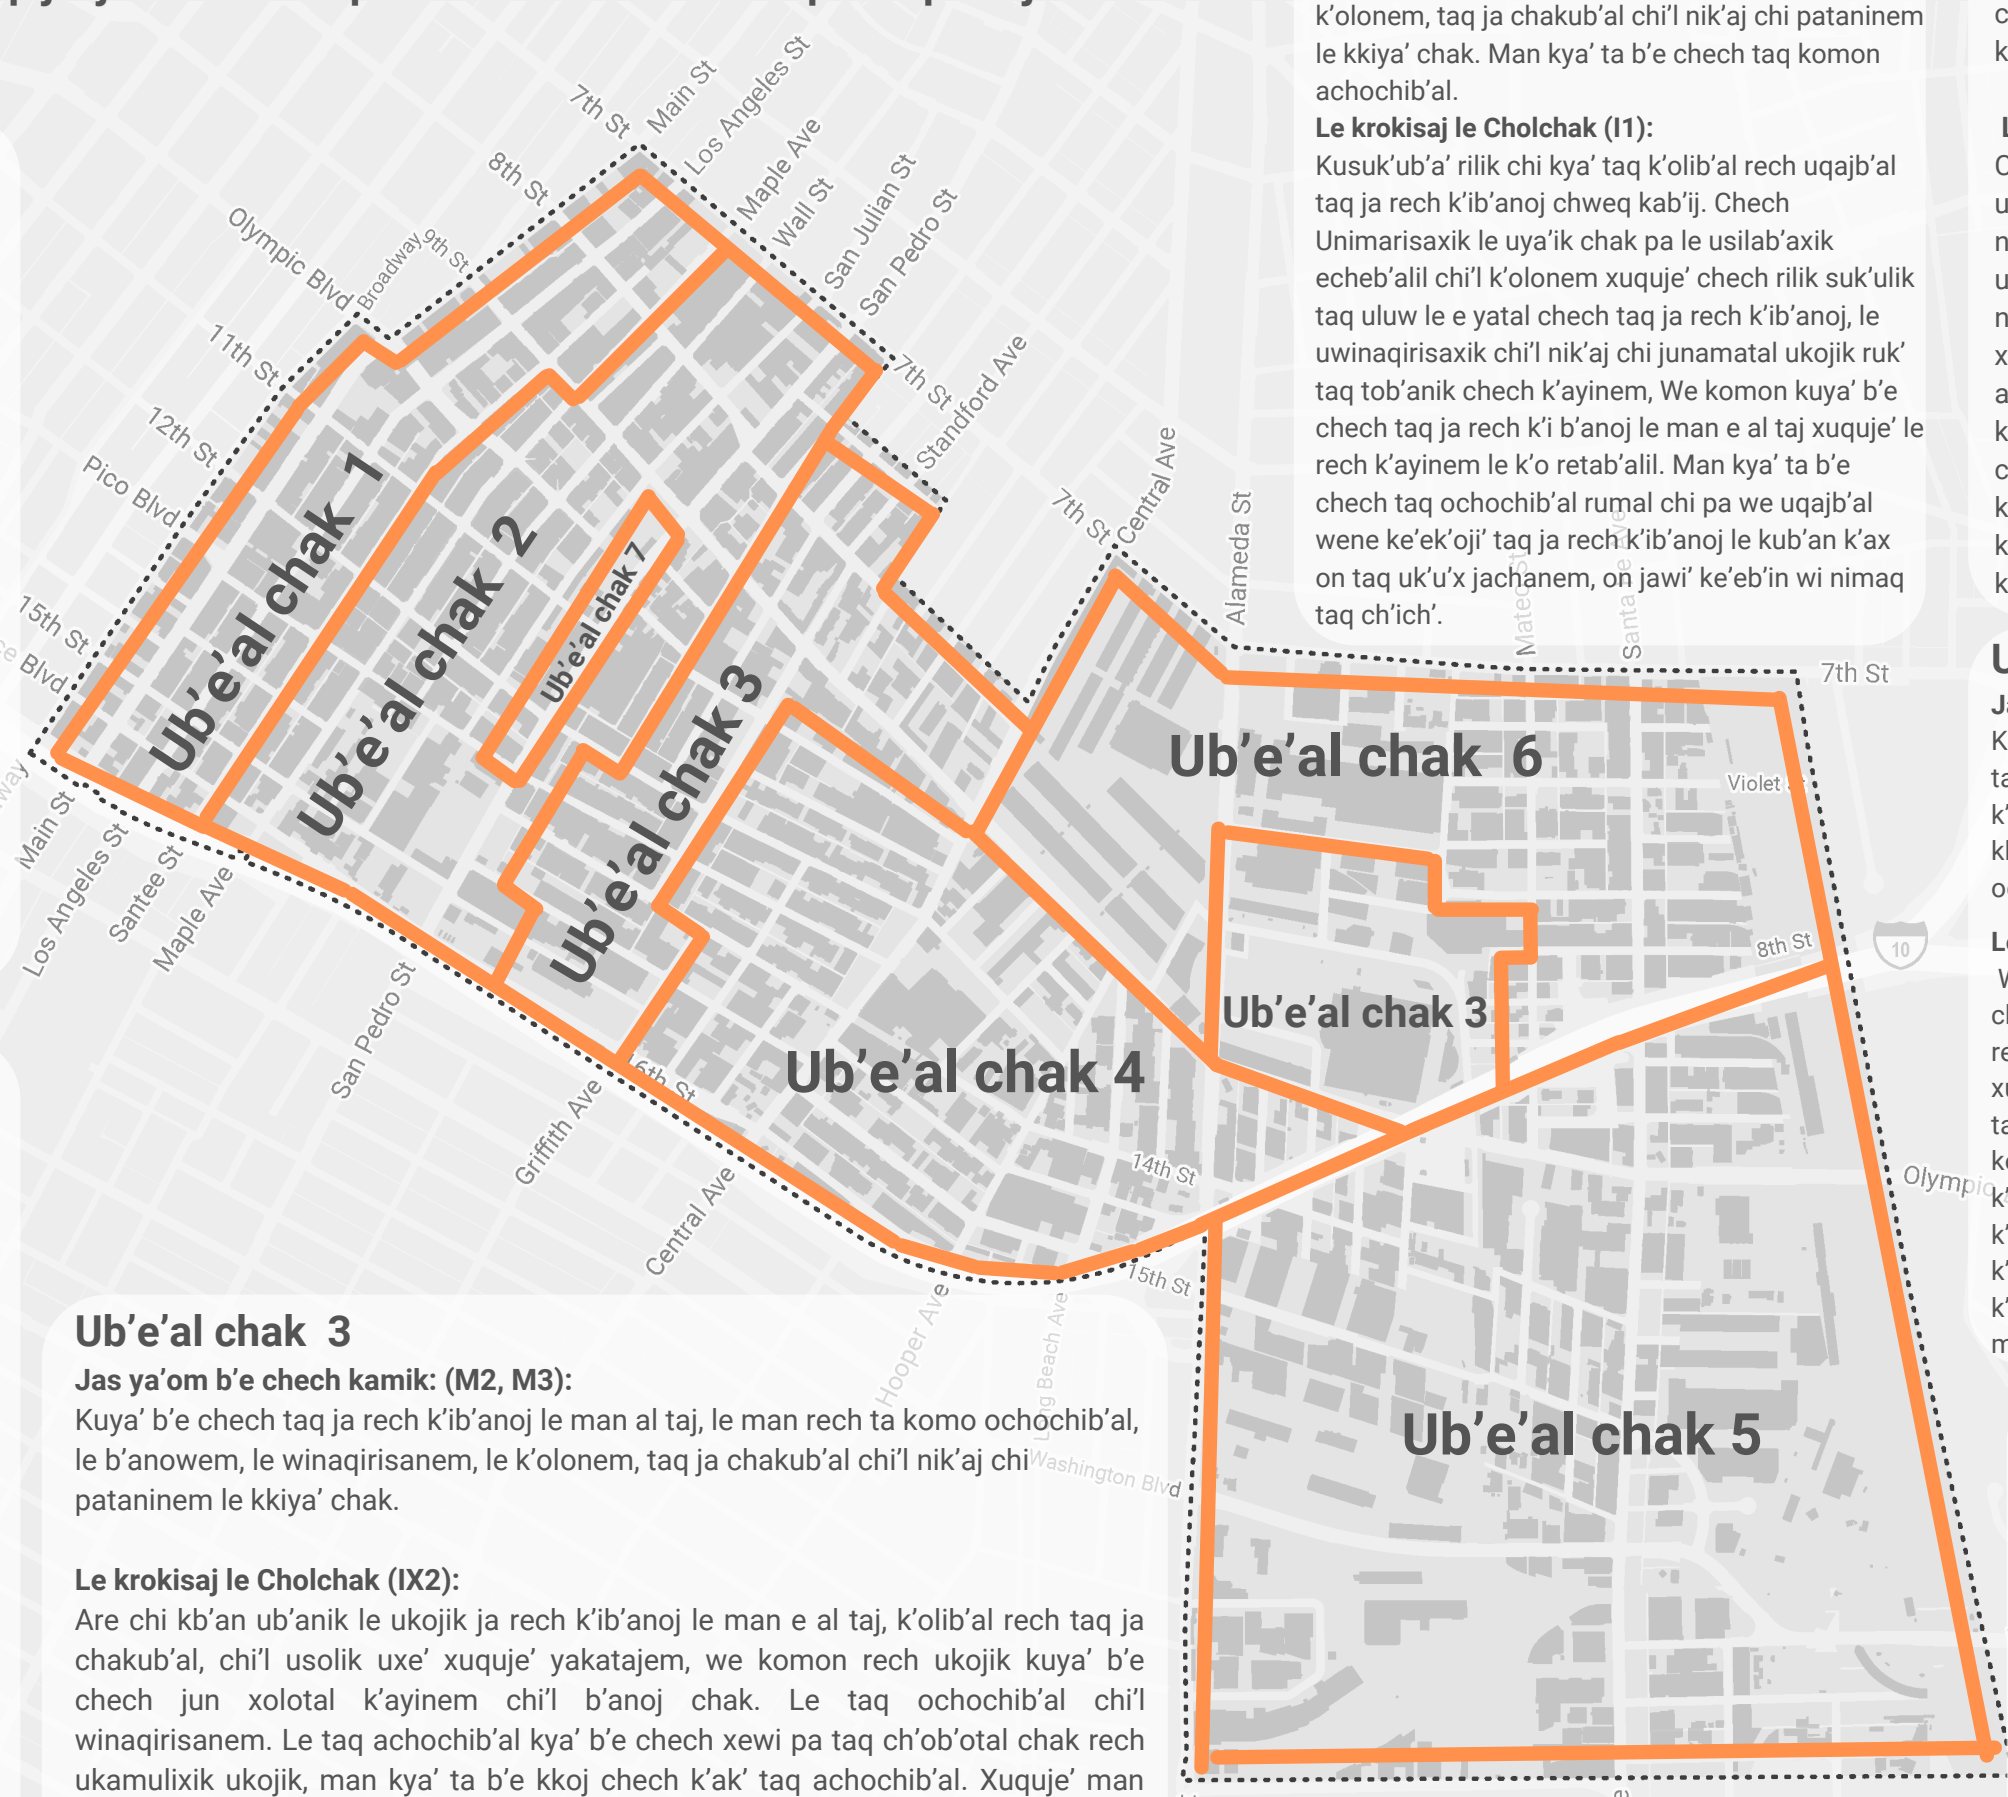 k’olonem, taq ja chakub’al chi’l nik’aj chi pataninem
le kkiya’ chak. Man kya’ ta b’e chech taq komon
achochib’al.
Le krokisaj le Cholchak (I1):
Kusuk’ub’a’ rilik chi kya’ taq k’olib’al rech uqajb’al
taq ja rech k’ib’anoj chweq kab’ij. Chech
Unimarisaxik le uya’ik chak pa le usilab’axik
echeb’alil chi’l k’olonem xuquje’ chech rilik suk’ulik
taq uluw le e yatal chech taq ja rech k’ib’anoj, le
uwinaqirisaxik chi’l nik’aj chi junamatal ukojik ruk’
taq tob’anik chech k’ayinem, We komon kuya’ b’e
chech taq ja rech k’i b’anoj le man e al taj xuquje’ le
rech k’ayinem le k’o retab’alil. Man kya’ ta b’e
chech taq ochochib’al rumal chi pa we uqajb’al
wene ke’ek’oji’ taq ja rech k’ib’anoj le kub’an k’ax
on taq uk’u’x jachanem, on jawi’ ke’eb’in wi nimaq
taq ch’ich’.
7th St
Main St
Los Angeles St
8th St
Maple Ave
Wall St
San Julian St
San Pedro St
Olympic Blvd
Broadway
9th St
11th St
7th St
Standford Ave
12th St
Pico Blvd
7th St
Central Ave
Alameda St
Mateo St
Santa Fe Ave
15th St
Blvd
7th St
Violet St
8th St
10
Ub’e’al chak 1
Ub’e’al chak 2
Ub’e’al chak 7
Ub’e’al chak 3
Ub’e’al chak 6
Ub’e’al chak 3
Ub’e’al chak 4
Ub’e’al chak 5
Main St
Los Angeles St
Santee St
Maple Ave
San Pedro St
16th St
Griffith Ave
Central Ave
14th St
15th St
Hooper Ave
Long Beach Ave
Washington Blvd
Olympic
Ub’e’al chak 3
Jas ya’om b’e chech kamik: (M2, M3):
Kuya’ b’e chech taq ja rech k’ib’anoj le man al taj, le man rech ta komo ochochib’al,
le b’anowem, le winaqirisanem, le k’olonem, taq ja chakub’al chi’l nik’aj chi
pataninem le kkiya’ chak.
Le krokisaj le Cholchak (IX2):
Are chi kb’an ub’anik le ukojik ja rech k’ib’anoj le man e al taj, k’olib’al rech taq ja
chakub’al, chi’l usolik uxe’ xuquje’ yakatajem, we komon rech ukojik kuya’ b’e
chech jun xolotal k’ayinem chi’l b’anoj chak. Le taq ochochib’al chi’l
winaqirisanem. Le taq achochib’al kya’ b’e chech xewi pa taq ch’ob’otal chak rech
ukamulixik ukojik, man kya’ ta b’e kkoj chech k’ak’ taq achochib’al. Xuquje’ man